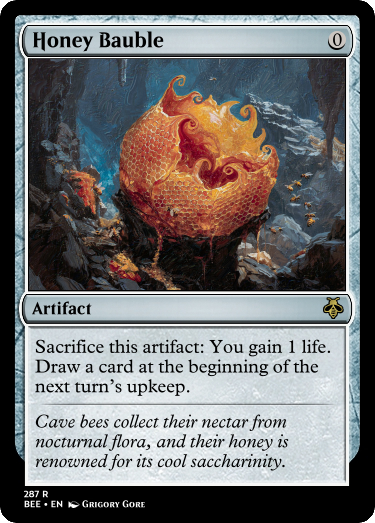 Honey Bauble 0
Artifact
Sacrifice this artifact: You gain 1 life.
Draw a card at the beginning of the
next turn's upkeep.
Cave bees collect their nectar from
nocturnal flora, and their honey is
renowned for its cool saccharinity.
287 R
BEE • EN Grigory Gore